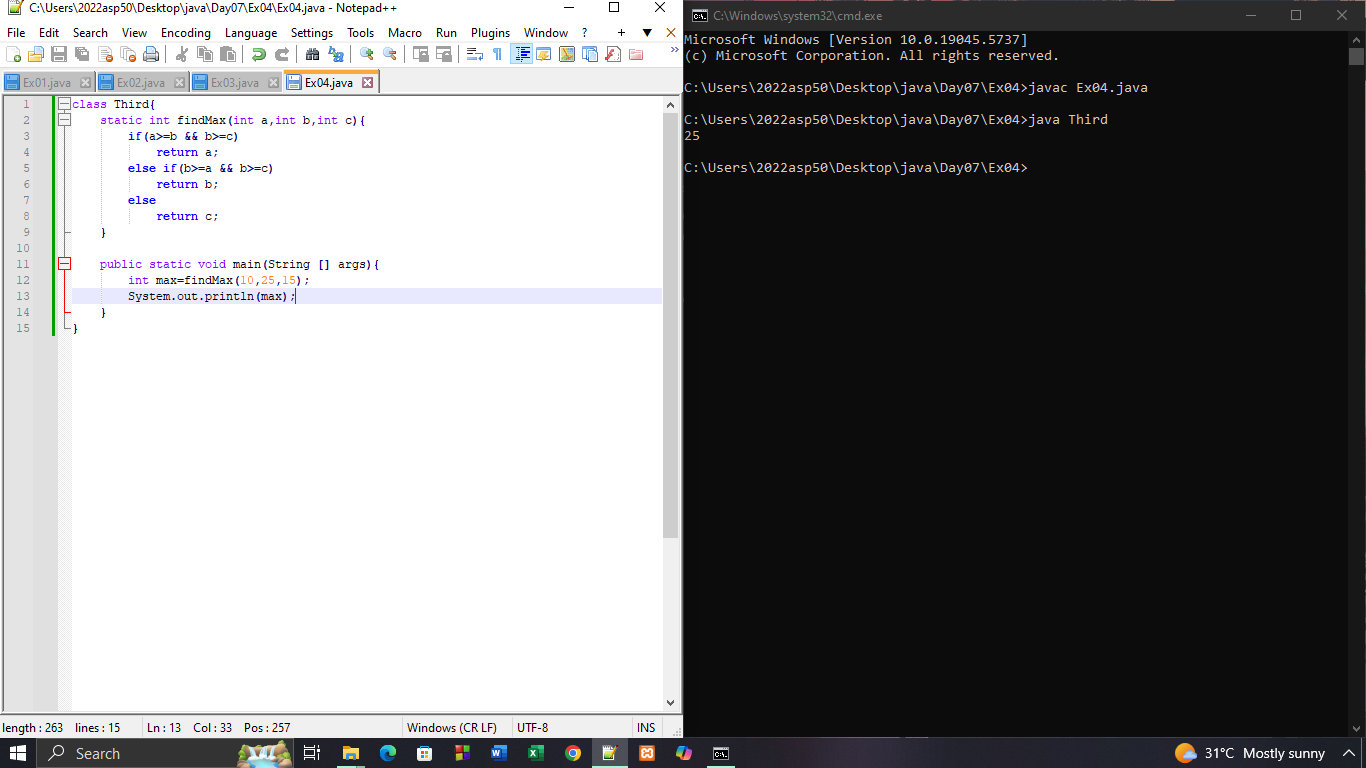 C:\Users\2022asp50\Desktop\java\Day07\Ex04\Ex04.java - Notepad++
File Edit Search View Encoding Language Settings Tools Macro Run Plugins Window ? + ▼ X
Ex01.java Ex02.java Ex03.java Ex04.java
1 class Third{
2 static int findMax(int a,int b,int c){
3 if(a>=b && b>=c)
4 return a;
5 else if(b>=a && b>=c)
6 return b;
7 else
8 return c;
9 }
10
11 public static void main(String [] args){
12 int max=findMax(10,25,15);
13 System.out.println(max);
14 }
15 }
length : 263 lines : 15 Ln : 13 Col : 33 Pos : 257 Windows (CR LF) UTF-8 INS
C:\Windows\system32\cmd.exe
Microsoft Windows [Version 10.0.19045.5737]
(c) Microsoft Corporation. All rights reserved.
C:\Users\2022asp50\Desktop\java\Day07\Ex04>javac Ex04.java
C:\Users\2022asp50\Desktop\java\Day07\Ex04>java Third
25
C:\Users\2022asp50\Desktop\java\Day07\Ex04>
Search
31°C Mostly sunny